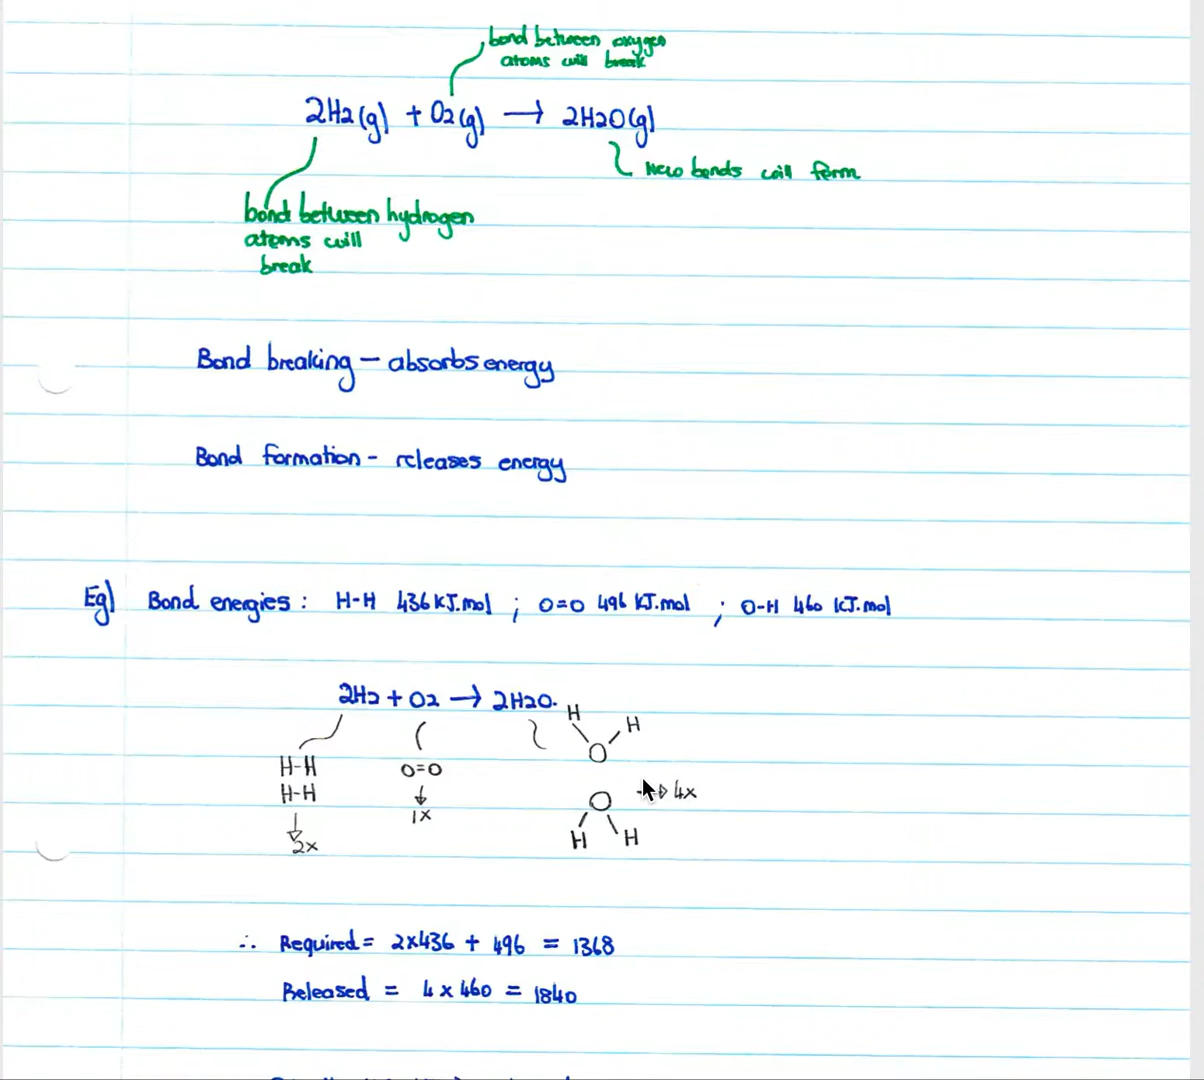 bond between oxygen
atoms will break
2H2(g) + O2(g) → 2H2O(g)
New bonds will form
bond between hydrogen
atoms will
break
Bond breaking – absorbs energy
Bond formation - releases energy
Eg) Bond energies : H-H 436 KJ.mol ; O=O 496 KJ.mol ; O-H 460 KJ.mol
2H2 + O2 → 2H2O.
H
H
O
H-H
O=O
H-H
O
4x
1x
H H
2x
∴ Required = 2x436 + 496 = 1368
Released = 4 x 460 = 1840